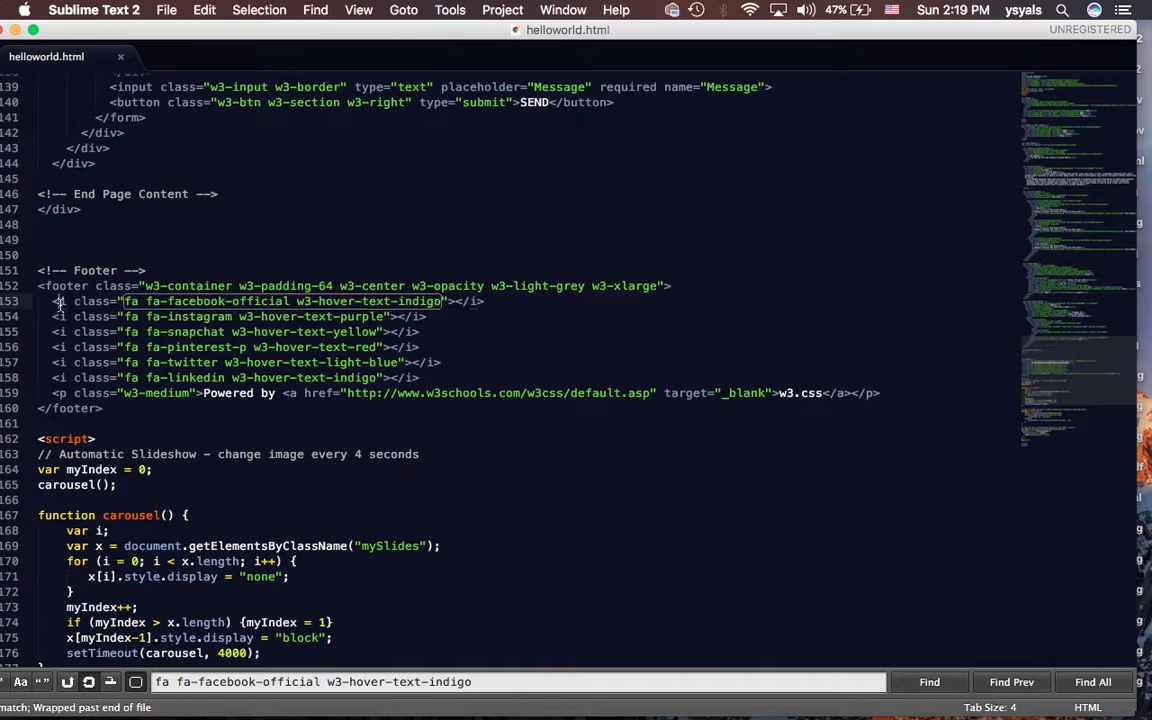 Sublime Text 2 File Edit Selection Find View Goto Tools Project Window Help 47% Sun 2:19 PM ysyals
helloworld.html UNREGISTERED
helloworld.html ×
139 <input class="w3-input w3-border" type="text" placeholder="Message" required name="Message">
140 <button class="w3-btn w3-section w3-right" type="submit">SEND</button>
141 </form>
142 </div>
143 </div>
144 </div>
145
146 <!-- End Page Content -->
147 </div>
148
149
150
151 <!-- Footer -->
152 <footer class="w3-container w3-padding-64 w3-center w3-opacity w3-light-grey w3-xlarge">
153 <i class="fa fa-facebook-official w3-hover-text-indigo"></i>
154 <i class="fa fa-instagram w3-hover-text-purple"></i>
155 <i class="fa fa-snapchat w3-hover-text-yellow"></i>
156 <i class="fa fa-pinterest-p w3-hover-text-red"></i>
157 <i class="fa fa-twitter w3-hover-text-light-blue"></i>
158 <i class="fa fa-linkedin w3-hover-text-indigo"></i>
159 <p class="w3-medium">Powered by <a href="http://www.w3schools.com/w3css/default.asp" target="_blank">w3.css</a></p>
160 </footer>
161
162 <script>
163 // Automatic Slideshow - change image every 4 seconds
164 var myIndex = 0;
165 carousel();
166
167 function carousel() {
168 var i;
169 var x = document.getElementsByClassName("mySlides");
170 for (i = 0; i < x.length; i++) {
171 x[i].style.display = "none";
172 }
173 myIndex++;
174 if (myIndex > x.length) {myIndex = 1}
175 x[myIndex-1].style.display = "block";
176 setTimeout(carousel, 4000);
Aa “” fa fa-facebook-official w3-hover-text-indigo Find Find Prev Find All
match; Wrapped past end of file Tab Size: 4 HTML